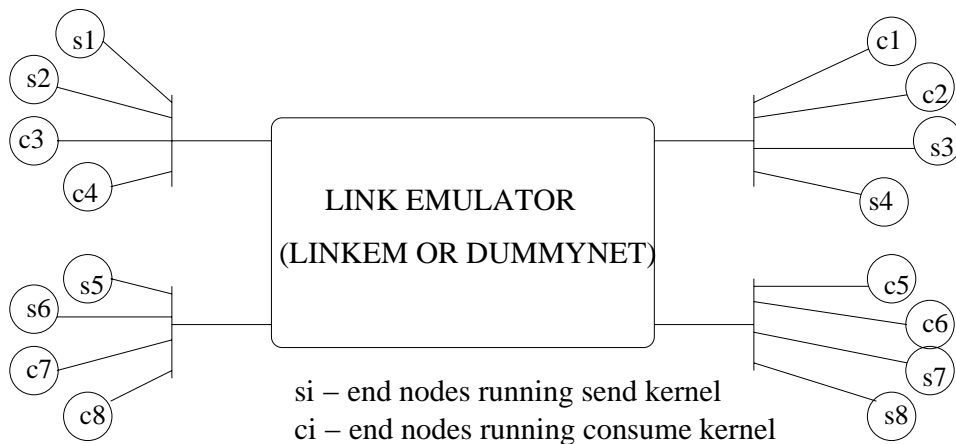 s1
s2
c3
c4
c1
c2
s3
s4
LINK EMULATOR
(LINKEM OR DUMMYNET)
s5
s6
c7
c8
c5
c6
s7
s8
si – end nodes running send kernel
ci – end nodes running consume kernel